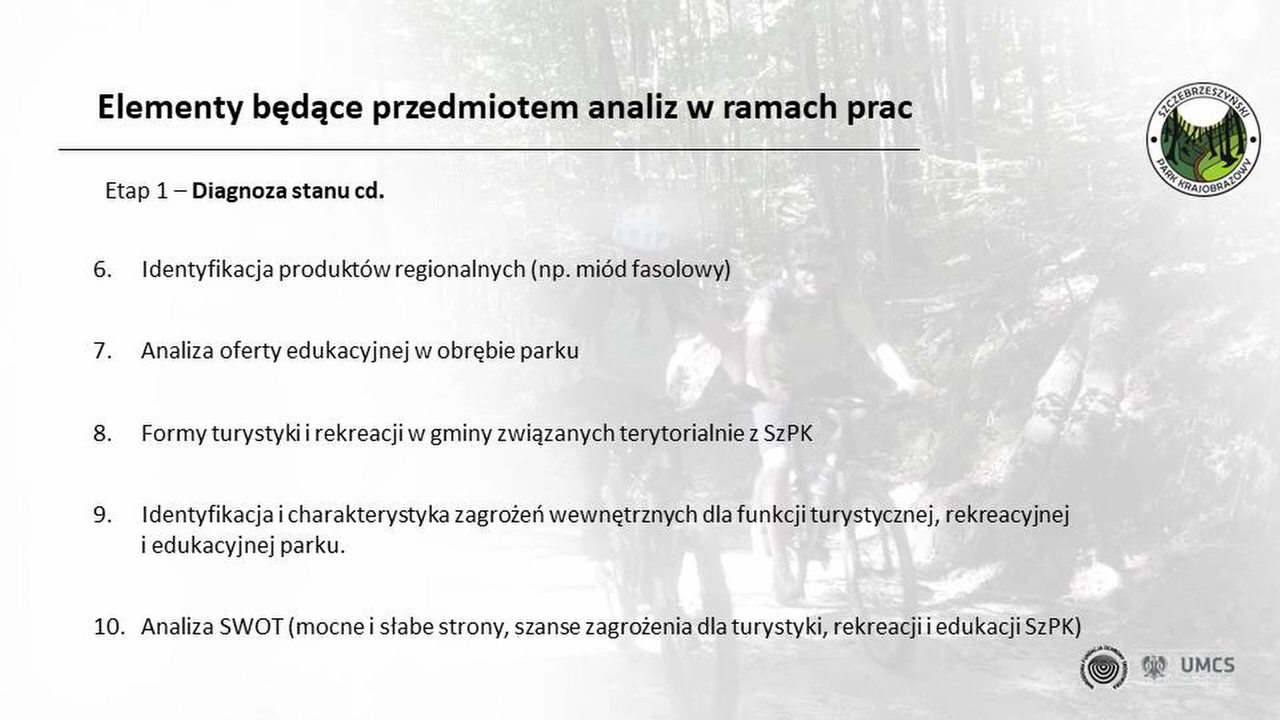 Elementy będące przedmiotem analiz w ramach prac
SZCZEBRZESZYŃSKI
PARK KRAJOBRAZOWY
Etap 1 – Diagnoza stanu cd.
6. Identyfikacja produktów regionalnych (np. miód fasolowy)
7. Analiza oferty edukacyjnej w obrębie parku
8. Formy turystyki i rekreacji w gminy związanych terytorialnie z SzPK
9. Identyfikacja i charakterystyka zagrożeń wewnętrznych dla funkcji turystycznej, rekreacyjnej
i edukacyjnej parku.
10. Analiza SWOT (mocne i słabe strony, szanse zagrożenia dla turystyki, rekreacji i edukacji SzPK)
UMCS